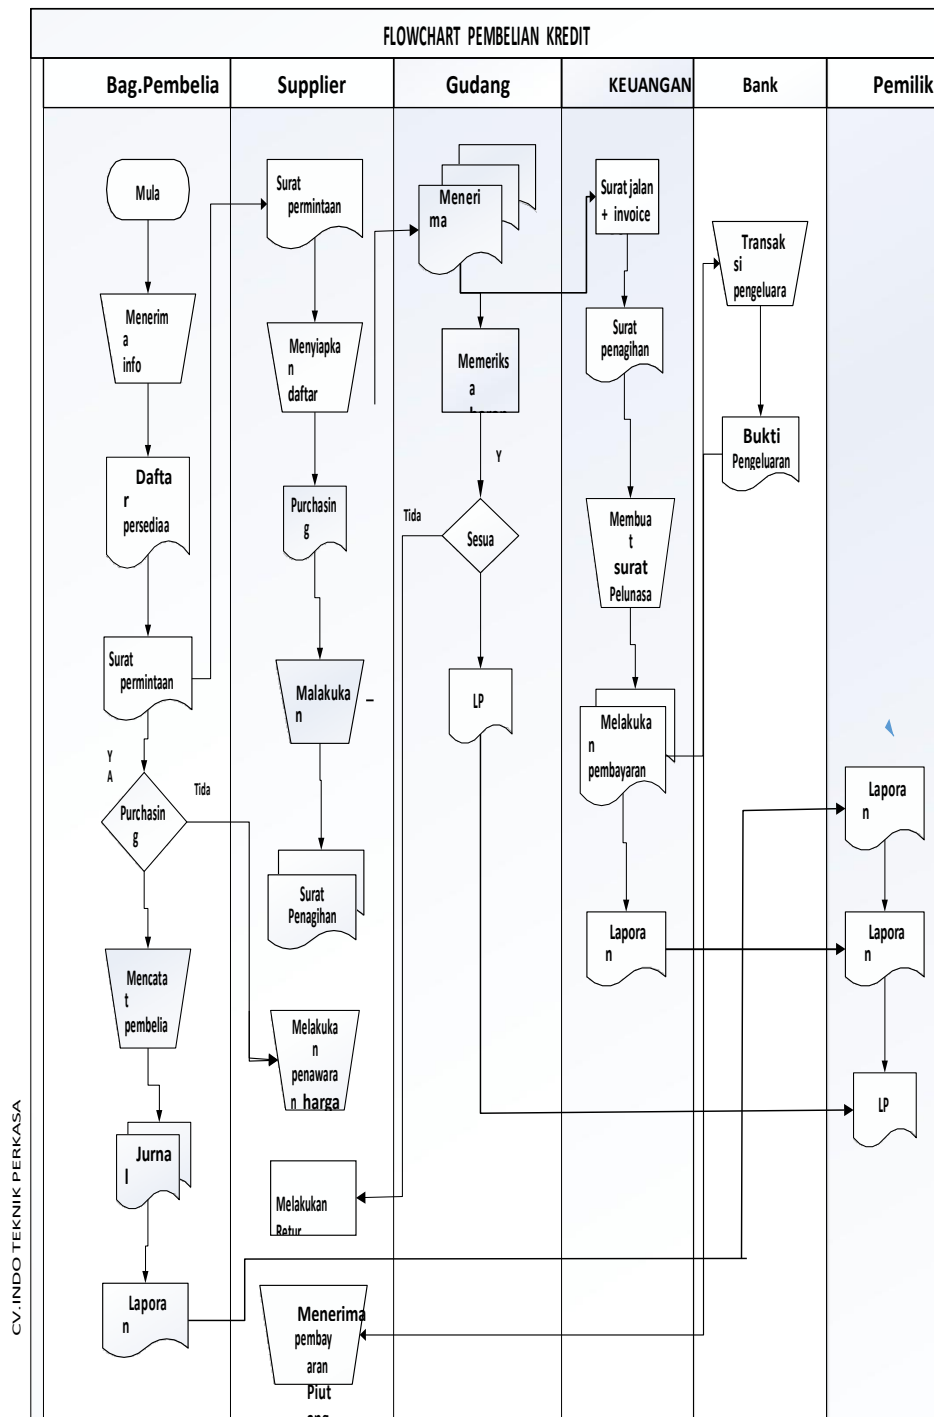 FLOWCHART PEMBELIAN KREDIT
Bag.Pembelia
Supplier
Gudang
KEUANGAN
Bank
Pemilik
Mula
Menerim
a
info
Dafta
r
persediaa
Surat
permintaan
Y
A
Tida
Purchasin
g
Mencata
t
pembelia
Jurna
l
Lapora
n
Surat
permintaan
Menyiapka
n
daftar
Purchasin
g
Malakuka
n
–
Surat
Penagihan
Melakuka
n
penawara
n harga
Melakukan
Retur
Menerima
pembay
aran
Piut
Meneri
ma
Memeriks
a
Y
Tida
Sesua
LP
Surat jalan
+ invoice
Surat
penagihan
Membua
t
surat
Pelunasa
Melakuka
n
pembayaran
Lapora
n
Transak
si
pengeluara
Bukti
Pengeluaran
Lapora
n
Lapora
n
LP
CV.INDO TEKNIK PERKASA